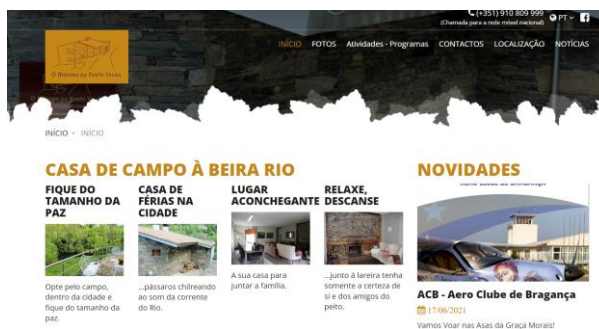 (+351) 910 809 999
(Chamada para a rede móvel nacional)
PT
O Moinho da Ponte Velha
INÍCIO FOTOS Atividades - Programas CONTACTOS LOCALIZAÇÃO NOTÍCIAS
INÍCIO - INÍCIO
CASA DE CAMPO À BEIRA RIO
FIQUE DO
TAMANHO DA
PAZ
Opte pelo campo,
dentro da cidade e
fique do tamanho da
paz.
CASA DE
FÉRIAS NA
CIDADE
...pássaros chilreando
ao som da corrente
do Rio.
LUGAR
ACONCHEGANTE
A sua casa para
juntar a família.
RELAXE,
DESCANSE
...junto á lareira tenha
somente a certeza de
si e dos amigos do
peito.
NOVIDADES
ACB - Aero Clube de Bragança
17/06/2021
Vamos Voar nas Asas da Graça Morais!